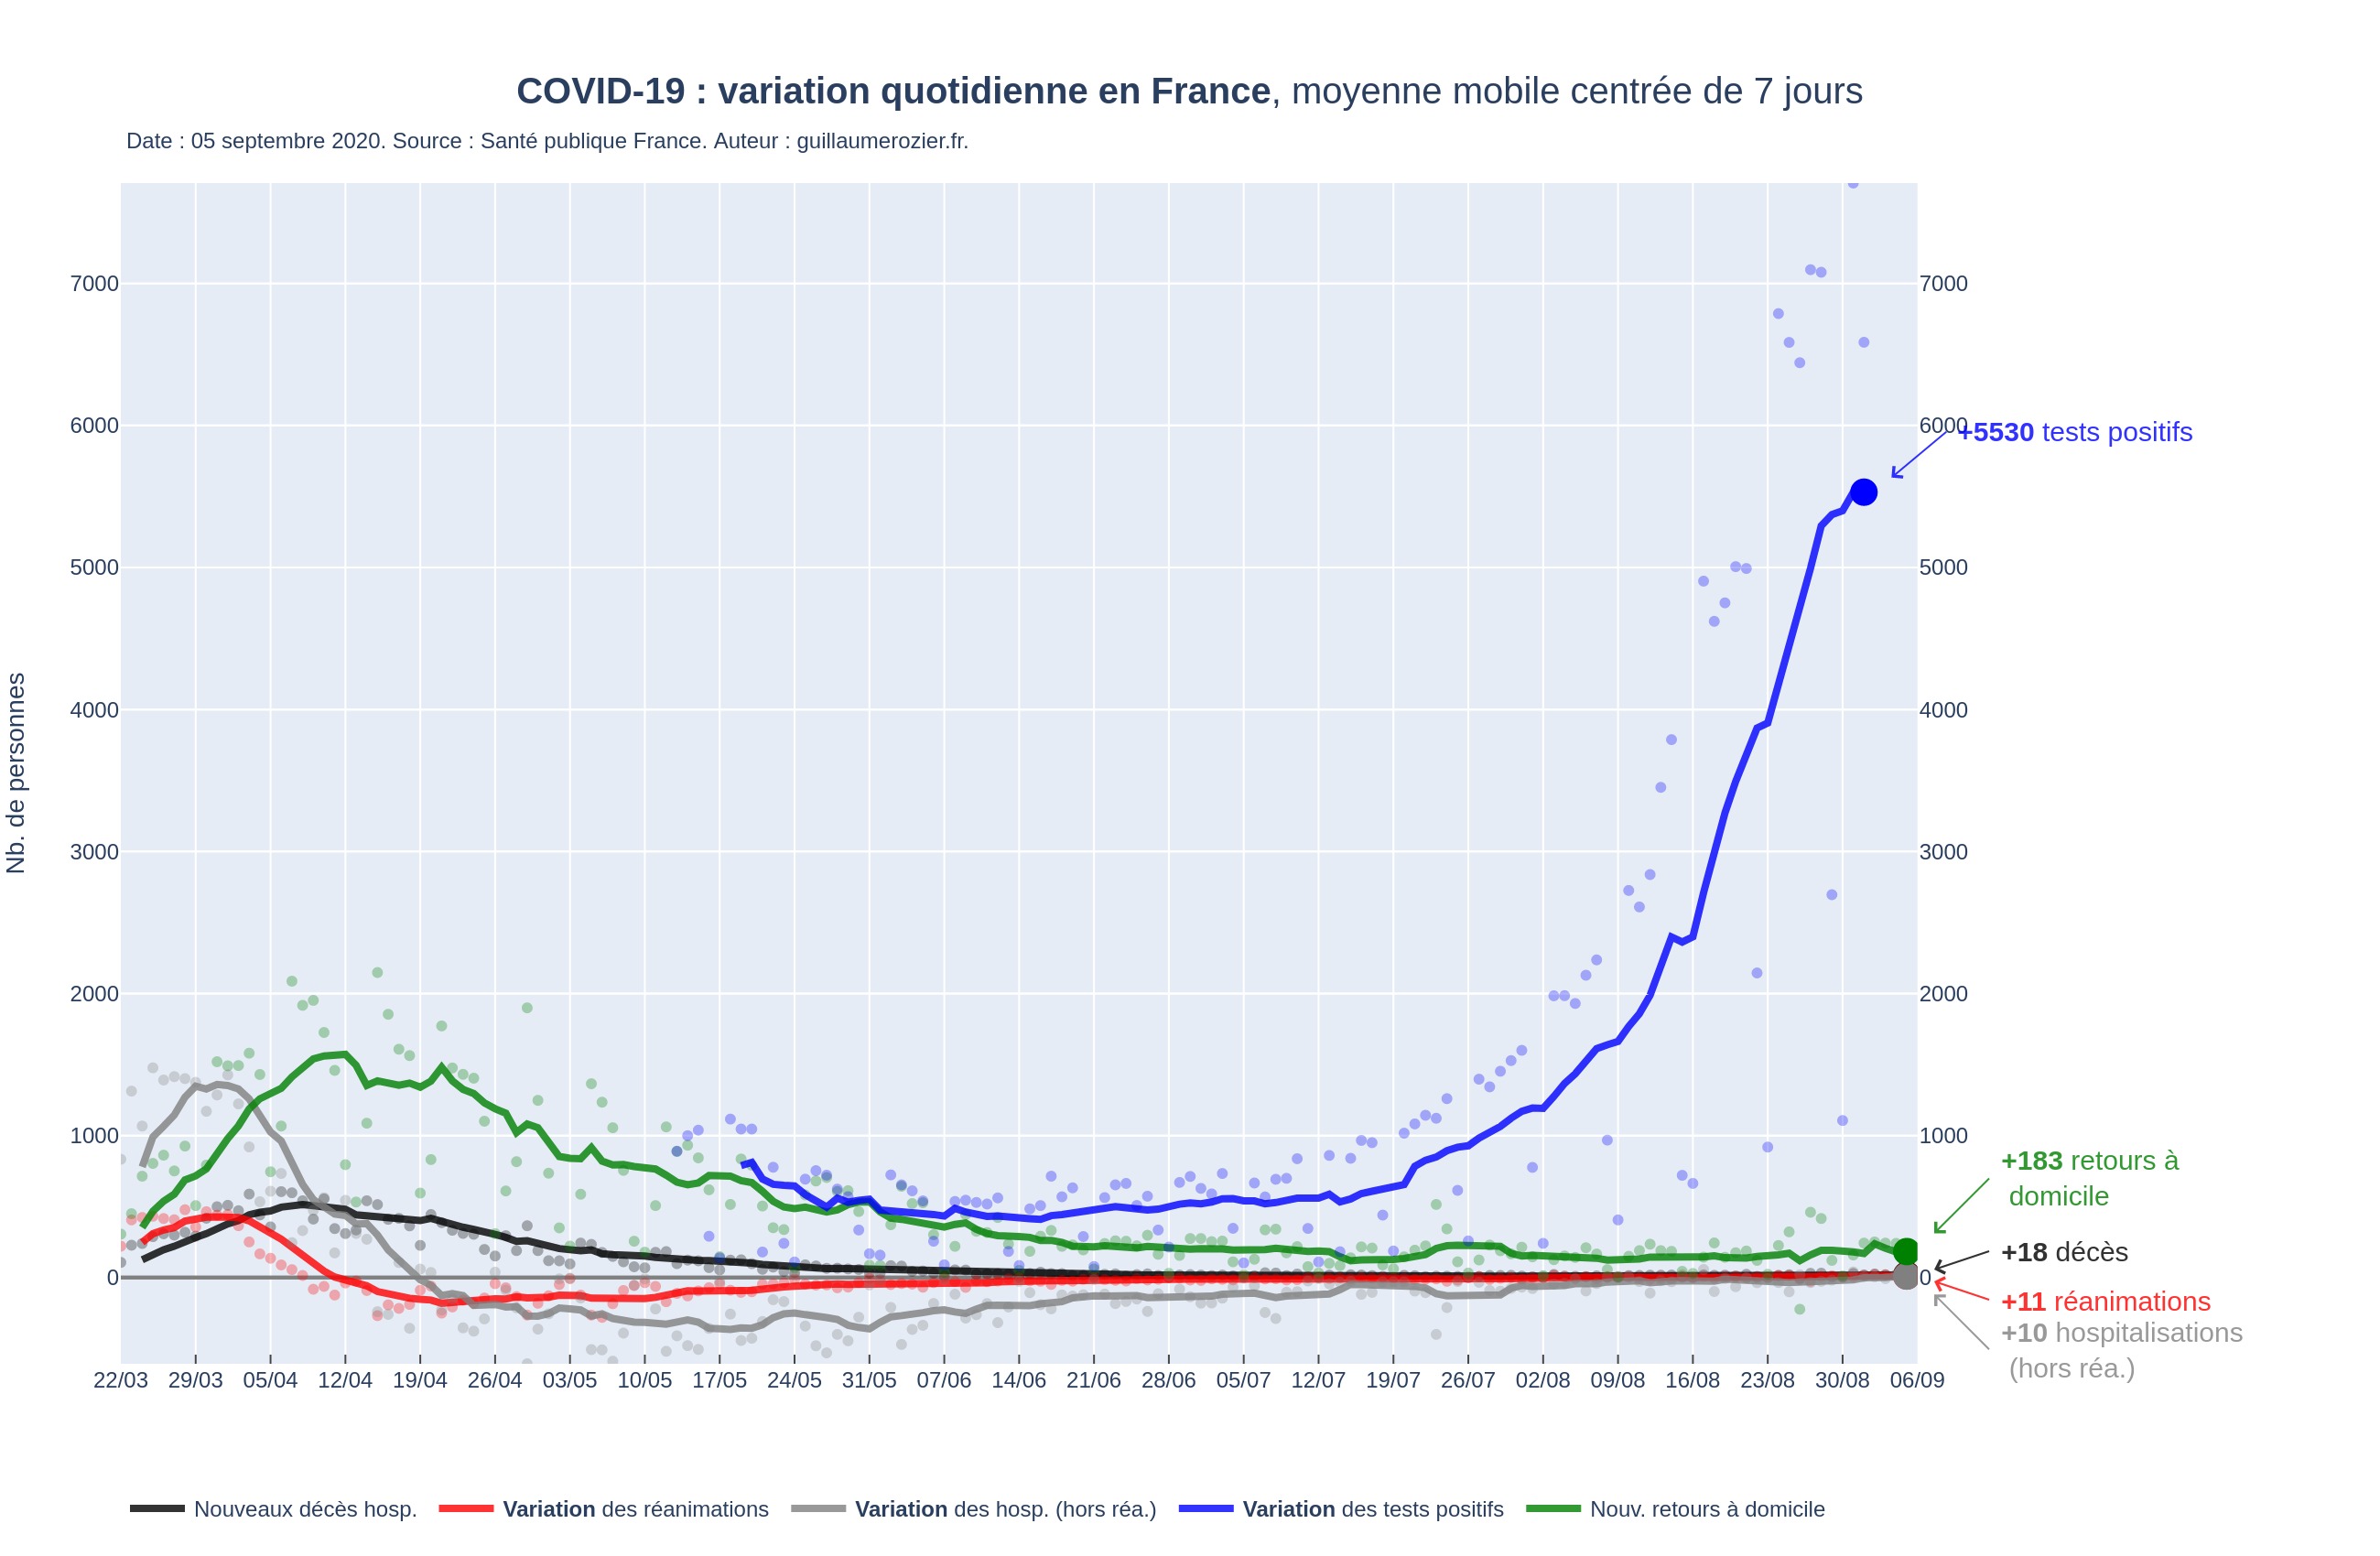 COVID-19 : variation quotidienne en France, moyenne mobile centrée de 7 jours
Date : 05 septembre 2020. Source : Santé publique France. Auteur : guillaumerozier.fr.
Nb. de personnes
7000
6000
5000
4000
3000
2000
1000
0
7000
6000
5000
4000
3000
2000
1000
0
+5530 tests positifs
+183 retours à
domicile
+18 décès
+11 réanimations
+10 hospitalisations
(hors réa.)
22/03 29/03 05/04 12/04 19/04 26/04 03/05 10/05 17/05 24/05 31/05 07/06 14/06 21/06 28/06 05/07 12/07 19/07 26/07 02/08 09/08 16/08 23/08 30/08 06/09
Nouveaux décès hosp. Variation des réanimations Variation des hosp. (hors réa.) Variation des tests positifs Nouv. retours à domicile